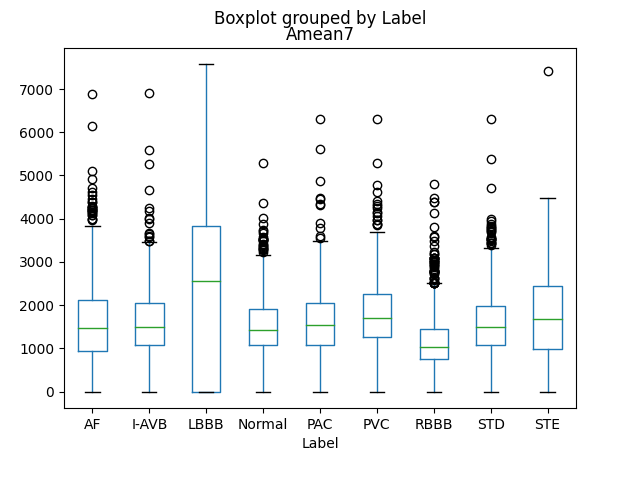 Boxplot grouped by Label
Amean7
7000
6000
5000
4000
3000
2000
1000
0
AF I-AVB LBBB Normal PAC PVC RBBB STD STE
Label